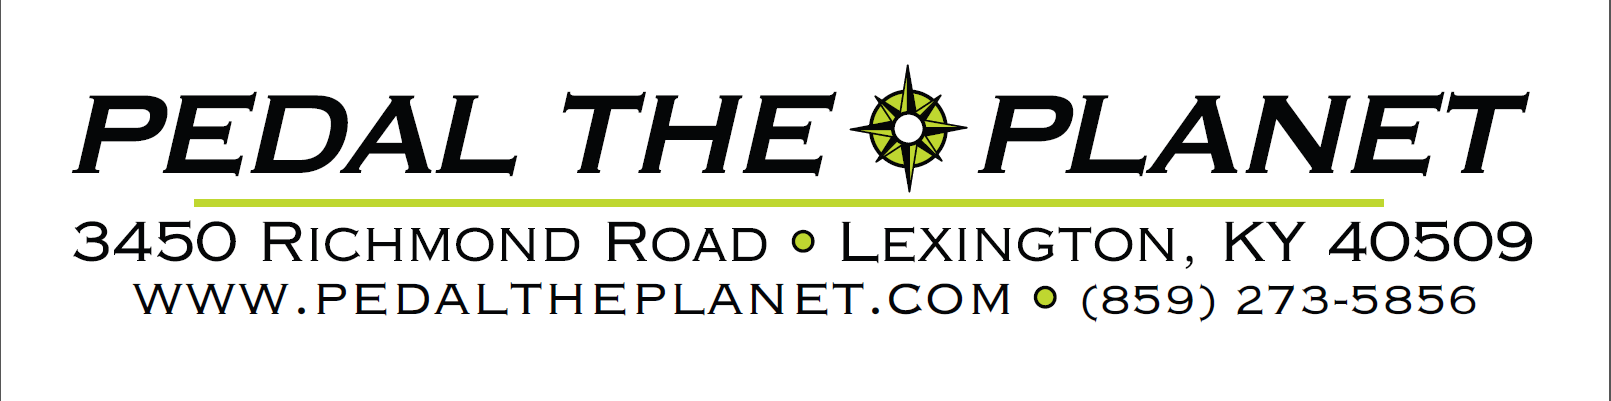 PEDAL THE PLANET
3450 RICHMOND ROAD • LEXINGTON, KY 40509
WWW.PEDALTHEPLANET.COM • (859) 273-5856